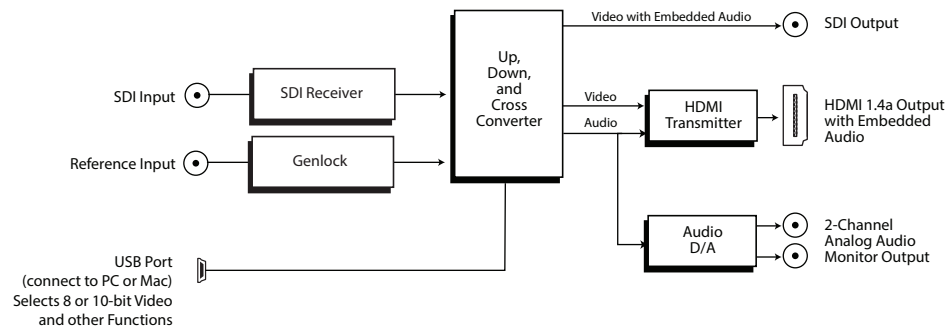 Video with Embedded Audio
SDI Output
Up,
Down,
and
Cross
Converter
SDI Input
SDI Receiver
Video
Audio
HDMI
Transmitter
HDMI 1.4a Output
with Embedded
Audio
Reference Input
Genlock
Audio
D/A
2-Channel
Analog Audio
Monitor Output
USB Port
(connect to PC or Mac)
Selects 8 or 10-bit Video
and other Functions